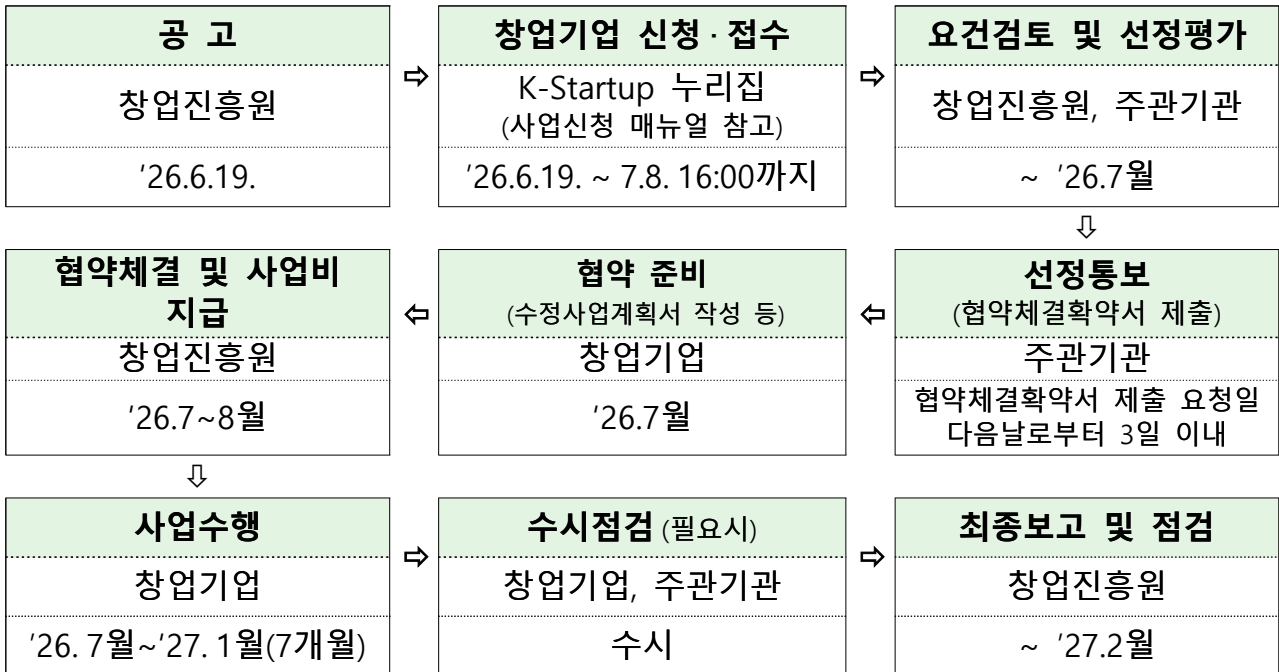 공 고
창업진흥원
'26.6.19.
⇨
창업기업 신청 · 접수
K-Startup 누리집
(사업신청 매뉴얼 참고)
'26.6.19. ~ 7.8. 16:00까지
⇨
요건검토 및 선정평가
창업진흥원, 주관기관
~ '26.7월
⇩
선정통보
(협약체결확약서 제출)
주관기관
협약체결확약서 제출 요청일
다음날로부터 3일 이내
⇦
협약 준비
(수정사업계획서 작성 등)
창업기업
'26.7월
⇦
협약체결 및 사업비
지급
창업진흥원
'26.7~8월
⇩
사업수행
창업기업
'26. 7월~'27. 1월(7개월)
⇨
수시점검 (필요시)
창업기업, 주관기관
수시
⇨
최종보고 및 점검
창업진흥원
~ '27.2월